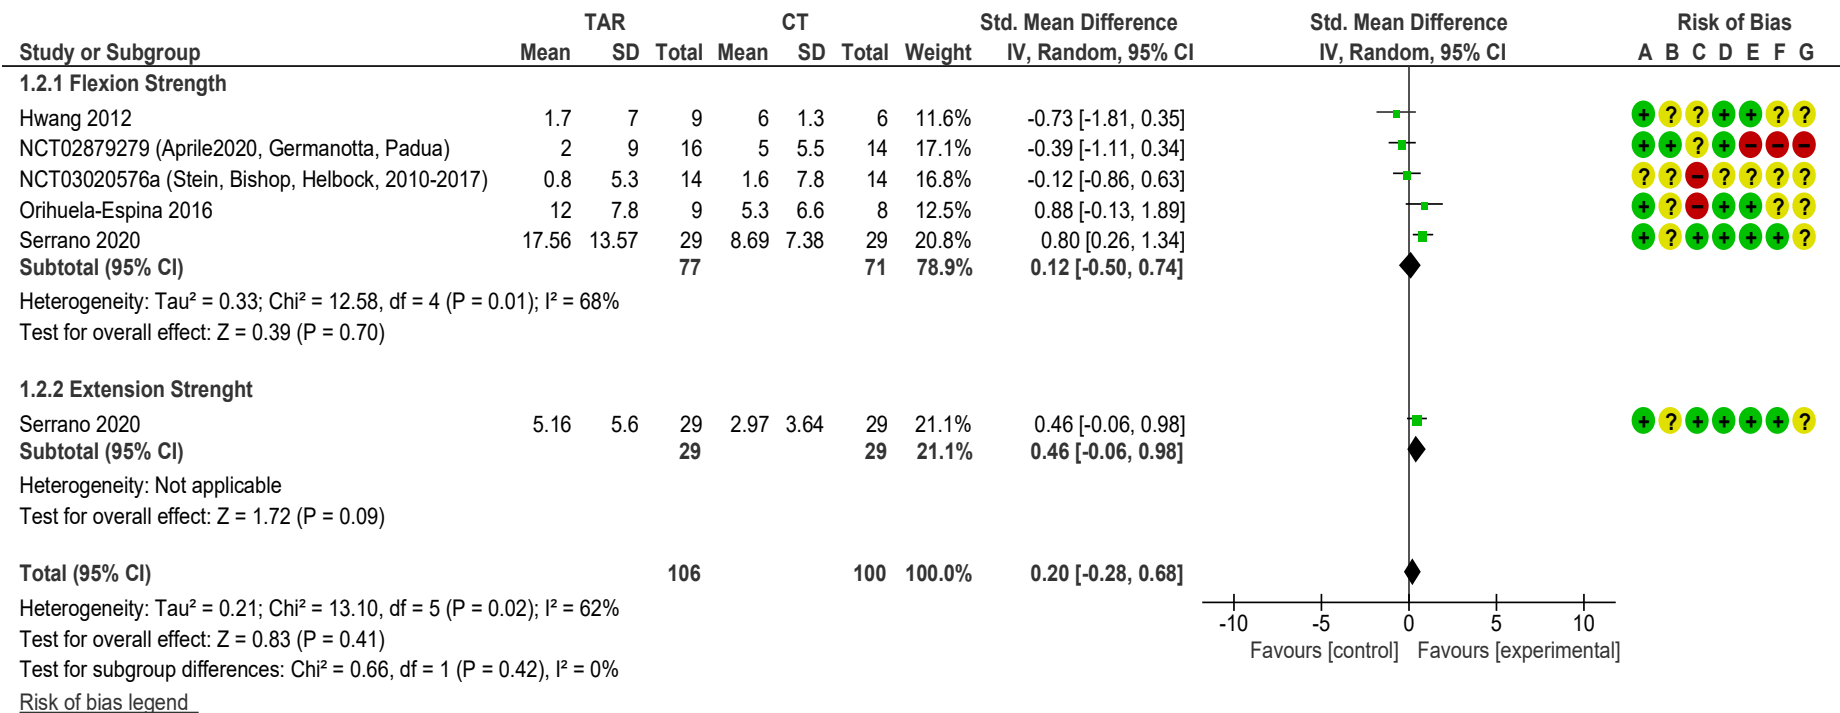 TAR CT Std. Mean Difference Std. Mean Difference Risk of Bias
Study or Subgroup Mean SD Total Mean SD Total Weight IV, Random, 95% CI IV, Random, 95% CI A B C D E F G
1.2.1 Flexion Strength
Hwang 2012 1.7 7 9 6 1.3 6 11.6% -0.73 [-1.81, 0.35] + ? ? + + ? ?
NCT02879279 (Aprile2020, Germanotta, Padua) 2 9 16 5 5.5 14 17.1% -0.39 [-1.11, 0.34] + + ? + − − −
NCT03020576a (Stein, Bishop, Helbock, 2010-2017) 0.8 5.3 14 1.6 7.8 14 16.8% -0.12 [-0.86, 0.63] ? ? − ? ? ? ?
Orihuela-Espina 2016 12 7.8 9 5.3 6.6 8 12.5% 0.88 [-0.13, 1.89] + ? − + + ? ?
Serrano 2020 17.56 13.57 29 8.69 7.38 29 20.8% 0.80 [0.26, 1.34] + ? + + + + ?
Subtotal (95% CI) 77 71 78.9% 0.12 [-0.50, 0.74]
Heterogeneity: Tau² = 0.33; Chi² = 12.58, df = 4 (P = 0.01); I² = 68%
Test for overall effect: Z = 0.39 (P = 0.70)
1.2.2 Extension Strenght
Serrano 2020 5.16 5.6 29 2.97 3.64 29 21.1% 0.46 [-0.06, 0.98] + ? + + + + ?
Subtotal (95% CI) 29 29 21.1% 0.46 [-0.06, 0.98]
Heterogeneity: Not applicable
Test for overall effect: Z = 1.72 (P = 0.09)
Total (95% CI) 106 100 100.0% 0.20 [-0.28, 0.68]
Heterogeneity: Tau² = 0.21; Chi² = 13.10, df = 5 (P = 0.02); I² = 62%
Test for overall effect: Z = 0.83 (P = 0.41)
Test for subgroup differences: Chi² = 0.66, df = 1 (P = 0.42), I² = 0%
-10 -5 0 5 10
Favours [control] Favours [experimental]
Risk of bias legend